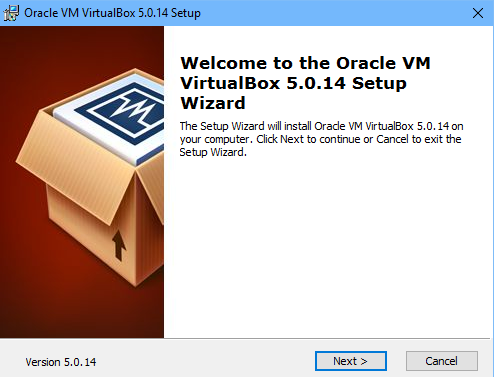 Oracle VM VirtualBox 5.0.14 Setup
Welcome to the Oracle VM
VirtualBox 5.0.14 Setup
Wizard
The Setup Wizard will install Oracle VM VirtualBox 5.0.14 on
your computer. Click Next to continue or Cancel to exit the
Setup Wizard.
Version 5.0.14
Next >
Cancel